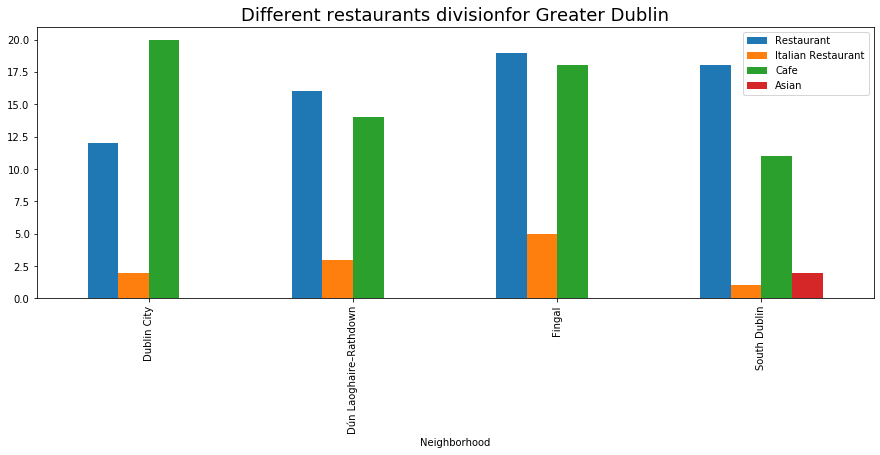 Different restaurants divisionfor Greater Dublin
Restaurant
Italian Restaurant
Cafe
Asian
20.0
17.5
15.0
12.5
10.0
7.5
5.0
2.5
0.0
Dublin City
Dún Laoghaire–Rathdown
Fingal
South Dublin
Neighborhood